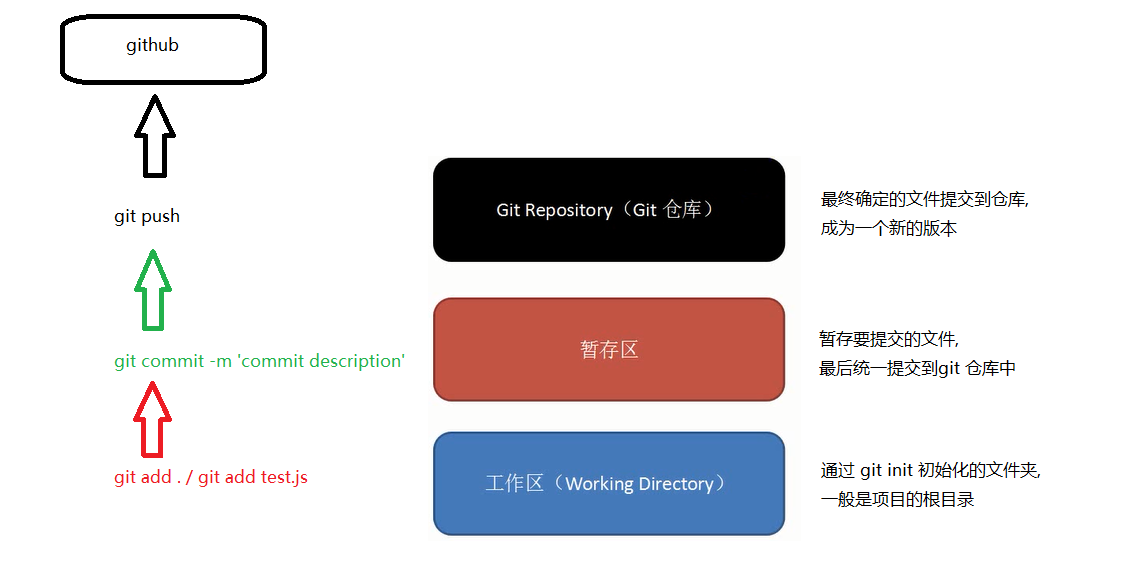 github
git push
Git Repository（Git 仓库）
最终确定的文件提交到仓库,
成为一个新的版本
git commit -m 'commit description'
暂存区
暂存要提交的文件,
最后统一提交到git 仓库中
git add . / git add test.js
工作区（Working Directory）
通过 git init 初始化的文件夹,
一般是项目的根目录